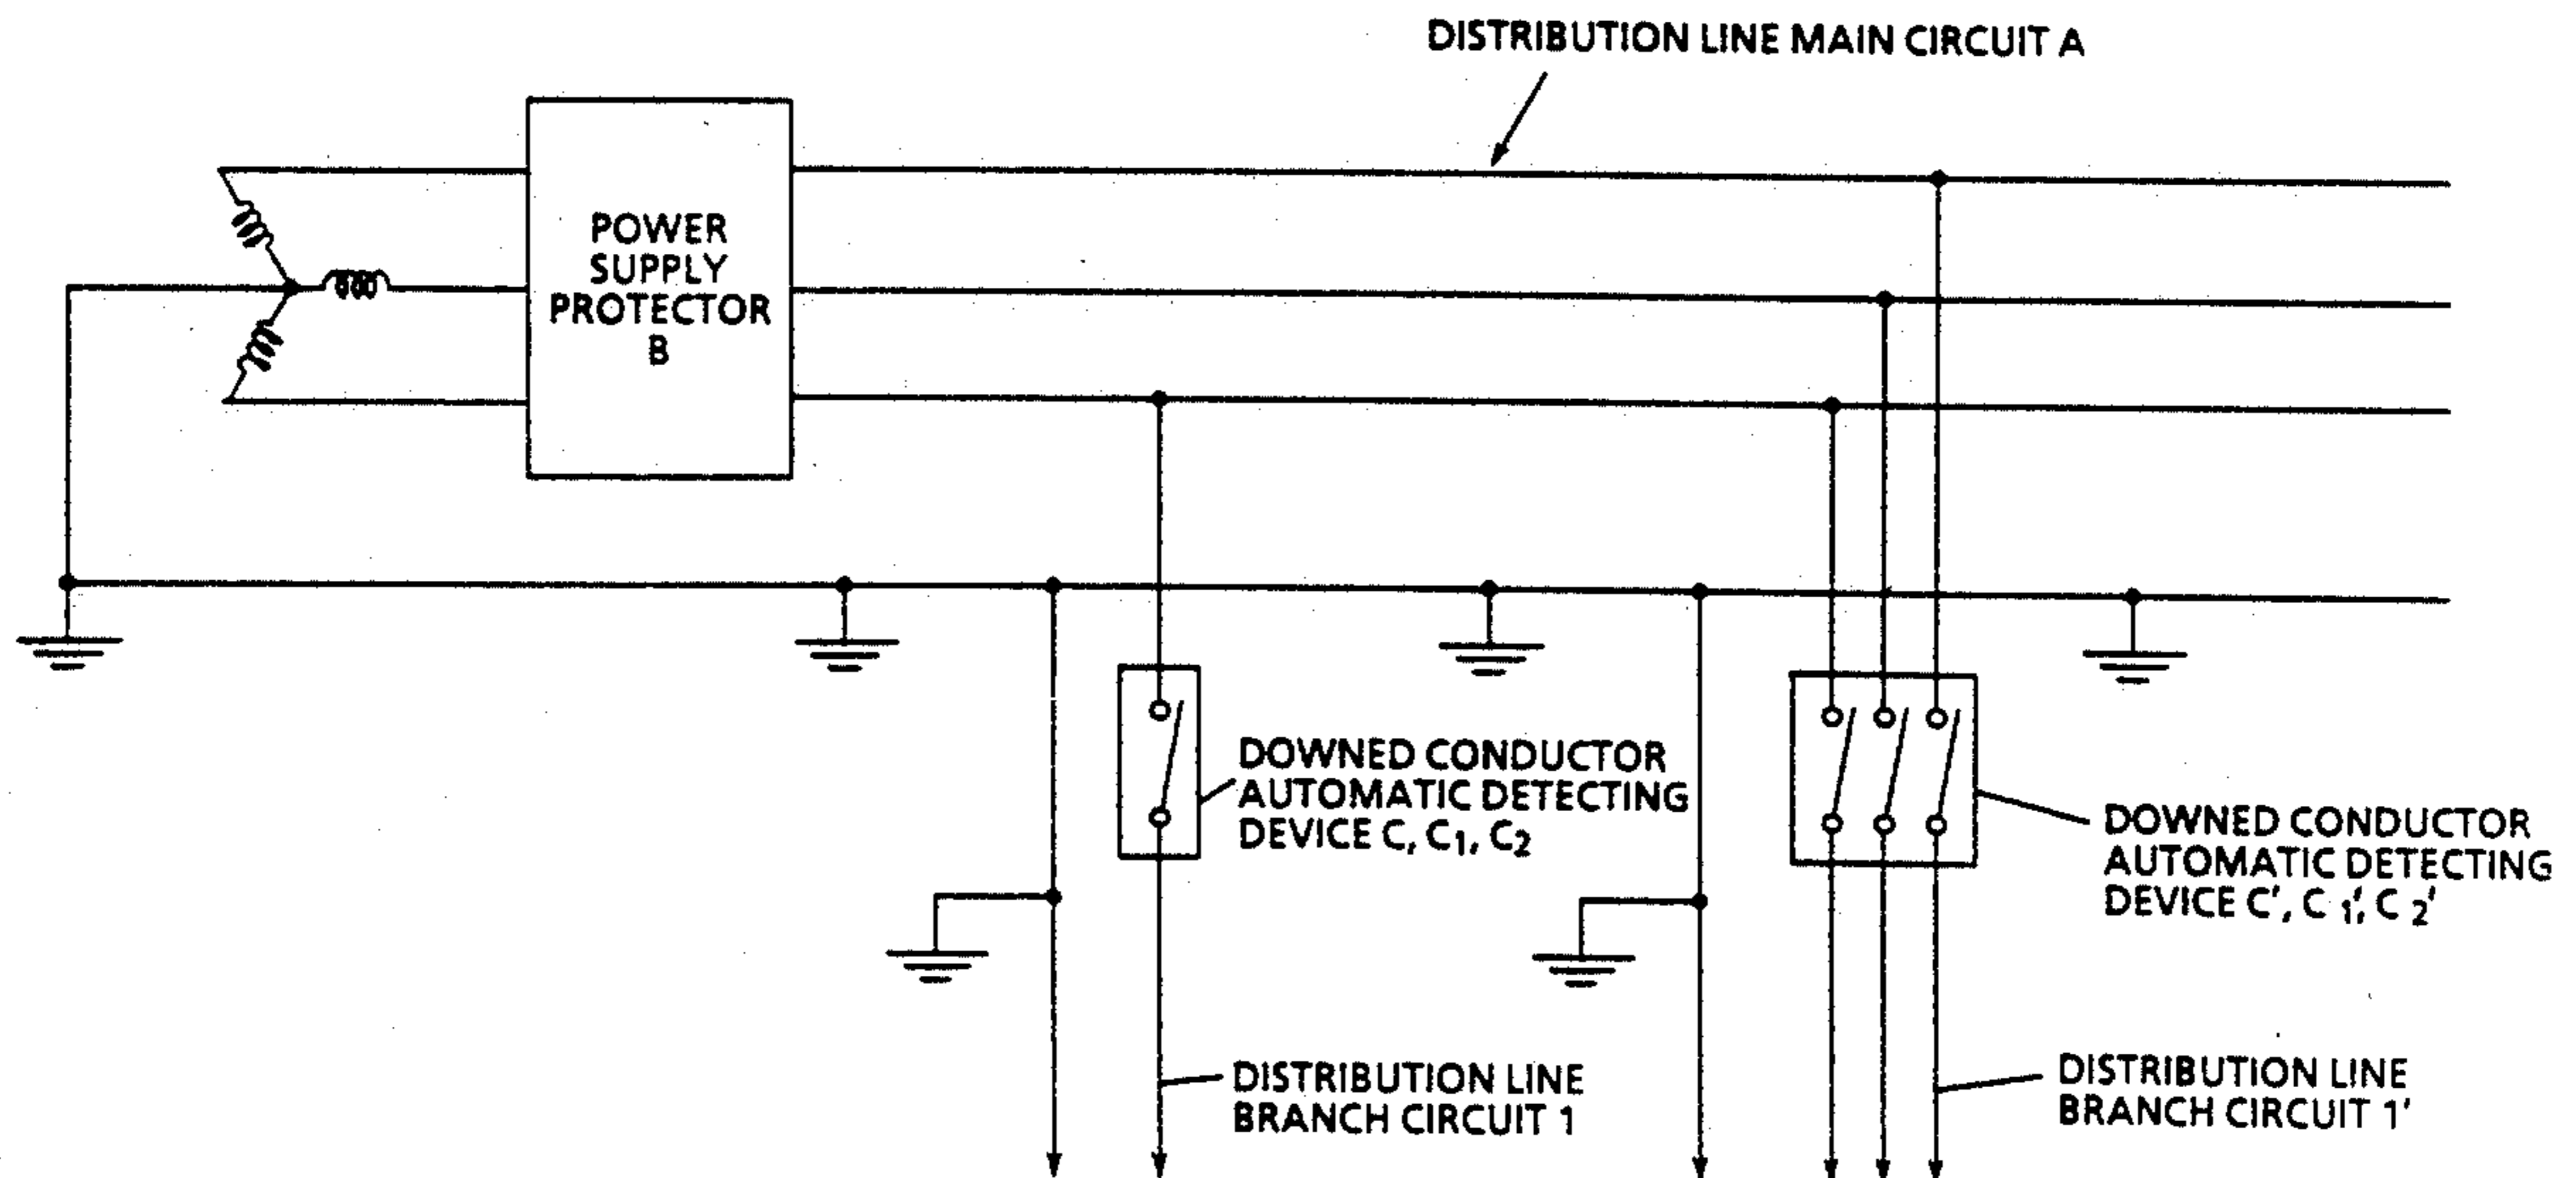 DISTRIBUTION LINE MAIN CIRCUIT A
POWER
SUPPLY
PROTECTOR
B
DOWNED CONDUCTOR
AUTOMATIC DETECTING
DEVICE C, C1, C2
DOWNED CONDUCTOR
AUTOMATIC DETECTING
DEVICE C', C1', C2'
DISTRIBUTION LINE
BRANCH CIRCUIT 1
DISTRIBUTION LINE
BRANCH CIRCUIT 1'